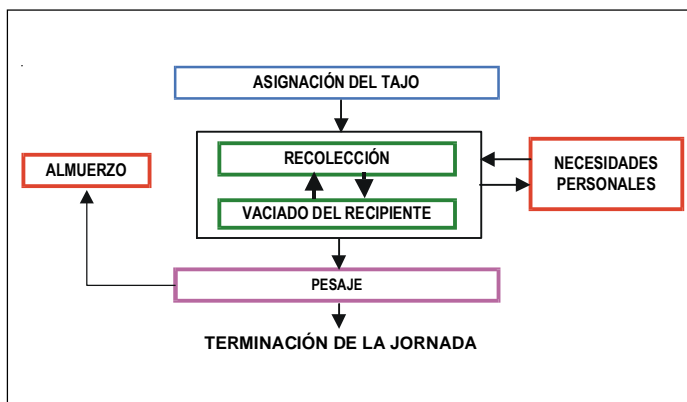 ASIGNACIÓN DEL TAJO
RECOLECCIÓN
ALMUERZO
NECESIDADES
PERSONALES
VACIADO DEL RECIPIENTE
PESAJE
TERMINACIÓN DE LA JORNADA